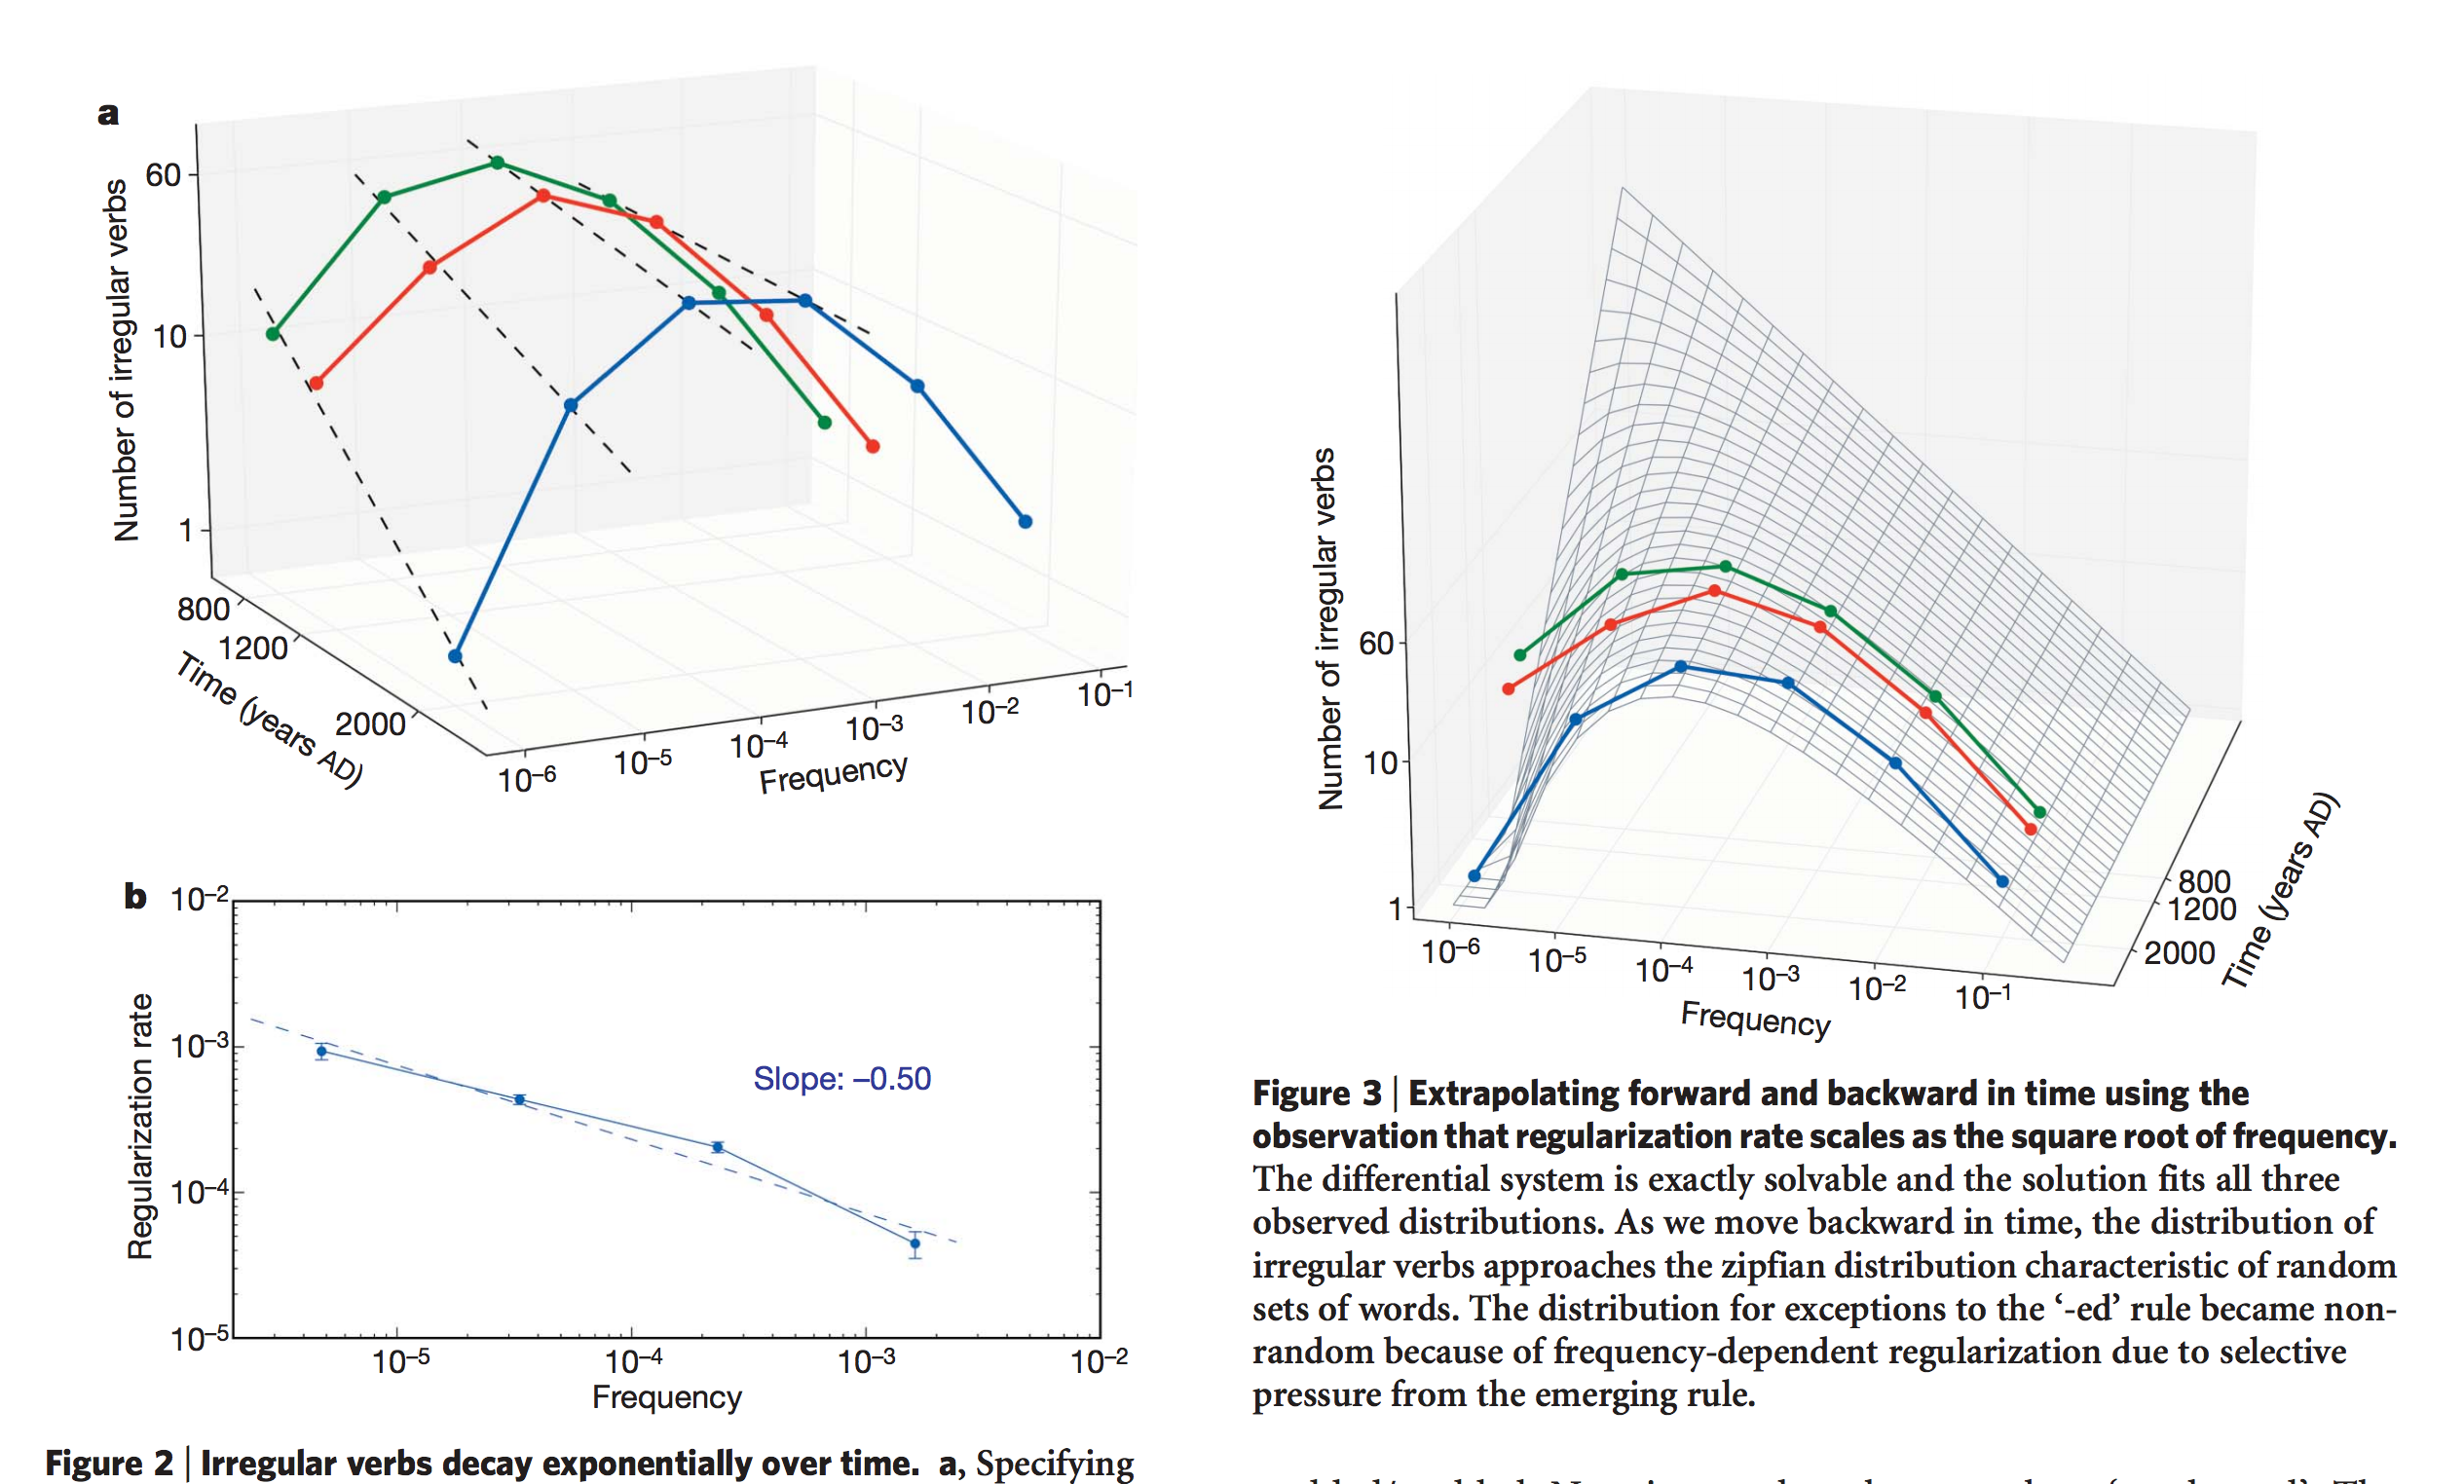 a
Number of irregular verbs
60
10
1
800
1200
2000
Time (years AD)
10⁻⁶
10⁻⁵
10⁻⁴
10⁻³
10⁻²
10⁻¹
Frequency
b
Regularization rate
10⁻²
10⁻³
10⁻⁴
10⁻⁵
Slope: –0.50
10⁻⁵
10⁻⁴
10⁻³
10⁻²
Frequency
Figure 2 | Irregular verbs decay exponentially over time. a, Specifying
Number of irregular verbs
60
10
1
10⁻⁶
10⁻⁵
10⁻⁴
10⁻³
10⁻²
10⁻¹
Frequency
800
1200
2000
Time (years AD)
Figure 3 | Extrapolating forward and backward in time using the
observation that regularization rate scales as the square root of frequency.
The differential system is exactly solvable and the solution fits all three
observed distributions. As we move backward in time, the distribution of
irregular verbs approaches the zipfian distribution characteristic of random
sets of words. The distribution for exceptions to the ‘-ed’ rule became non-
random because of frequency-dependent regularization due to selective
pressure from the emerging rule.